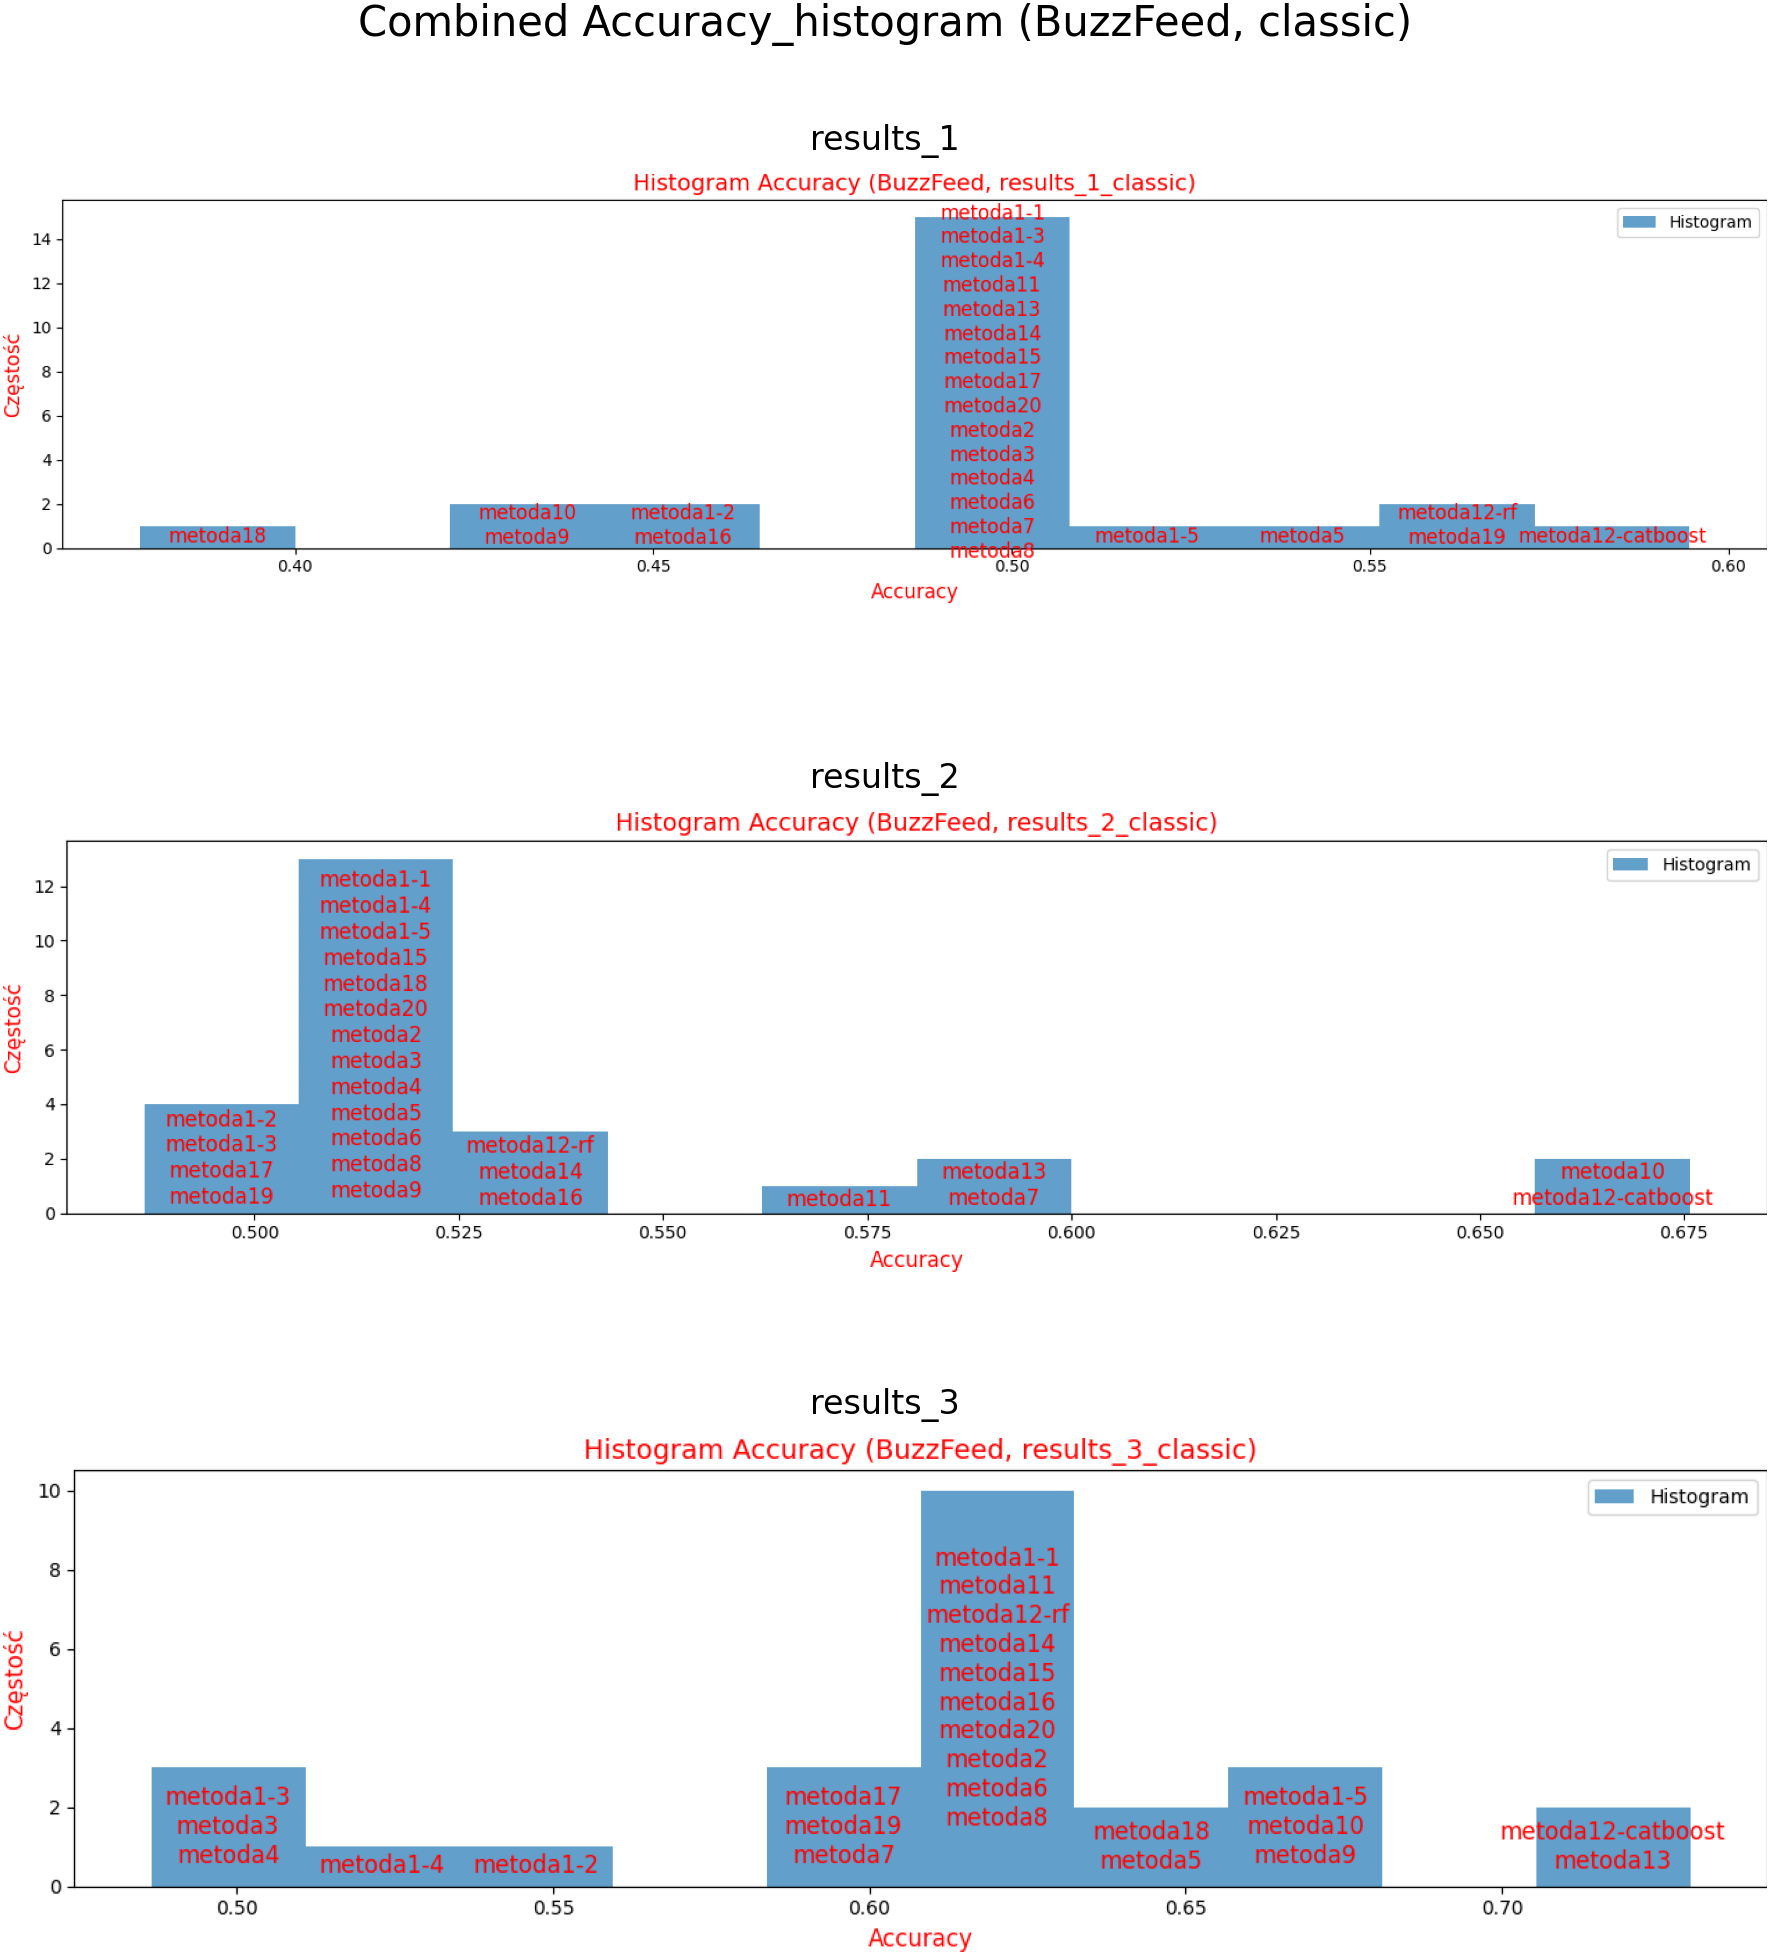 Combined Accuracy_histogram (BuzzFeed, classic)
results_1
Histogram Accuracy (BuzzFeed, results_1_classic)
Histogram
Częstość
14
12
10
8
6
4
2
0
metoda18
metoda10
metoda9
metoda1-2
metoda16
metoda1-1
metoda1-3
metoda1-4
metoda11
metoda13
metoda14
metoda15
metoda17
metoda20
metoda2
metoda3
metoda4
metoda6
metoda7
metoda8
metoda1-5
metoda5
metoda12-rf
metoda19
metoda12-catboost
0.40 0.45 0.50 0.55 0.60
Accuracy
results_2
Histogram Accuracy (BuzzFeed, results_2_classic)
Histogram
Częstość
12
10
8
6
4
2
0
metoda1-2
metoda1-3
metoda17
metoda19
metoda1-1
metoda1-4
metoda1-5
metoda15
metoda18
metoda20
metoda2
metoda3
metoda4
metoda5
metoda6
metoda8
metoda9
metoda12-rf
metoda14
metoda16
metoda11
metoda13
metoda7
metoda10
metoda12-catboost
0.500 0.525 0.550 0.575 0.600 0.625 0.650 0.675
Accuracy
results_3
Histogram Accuracy (BuzzFeed, results_3_classic)
Histogram
Częstość
10
8
6
4
2
0
metoda1-3
metoda3
metoda4
metoda1-4
metoda1-2
metoda17
metoda19
metoda7
metoda1-1
metoda11
metoda12-rf
metoda14
metoda15
metoda16
metoda20
metoda2
metoda6
metoda8
metoda18
metoda5
metoda1-5
metoda10
metoda9
metoda12-catboost
metoda13
0.50 0.55 0.60 0.65 0.70
Accuracy